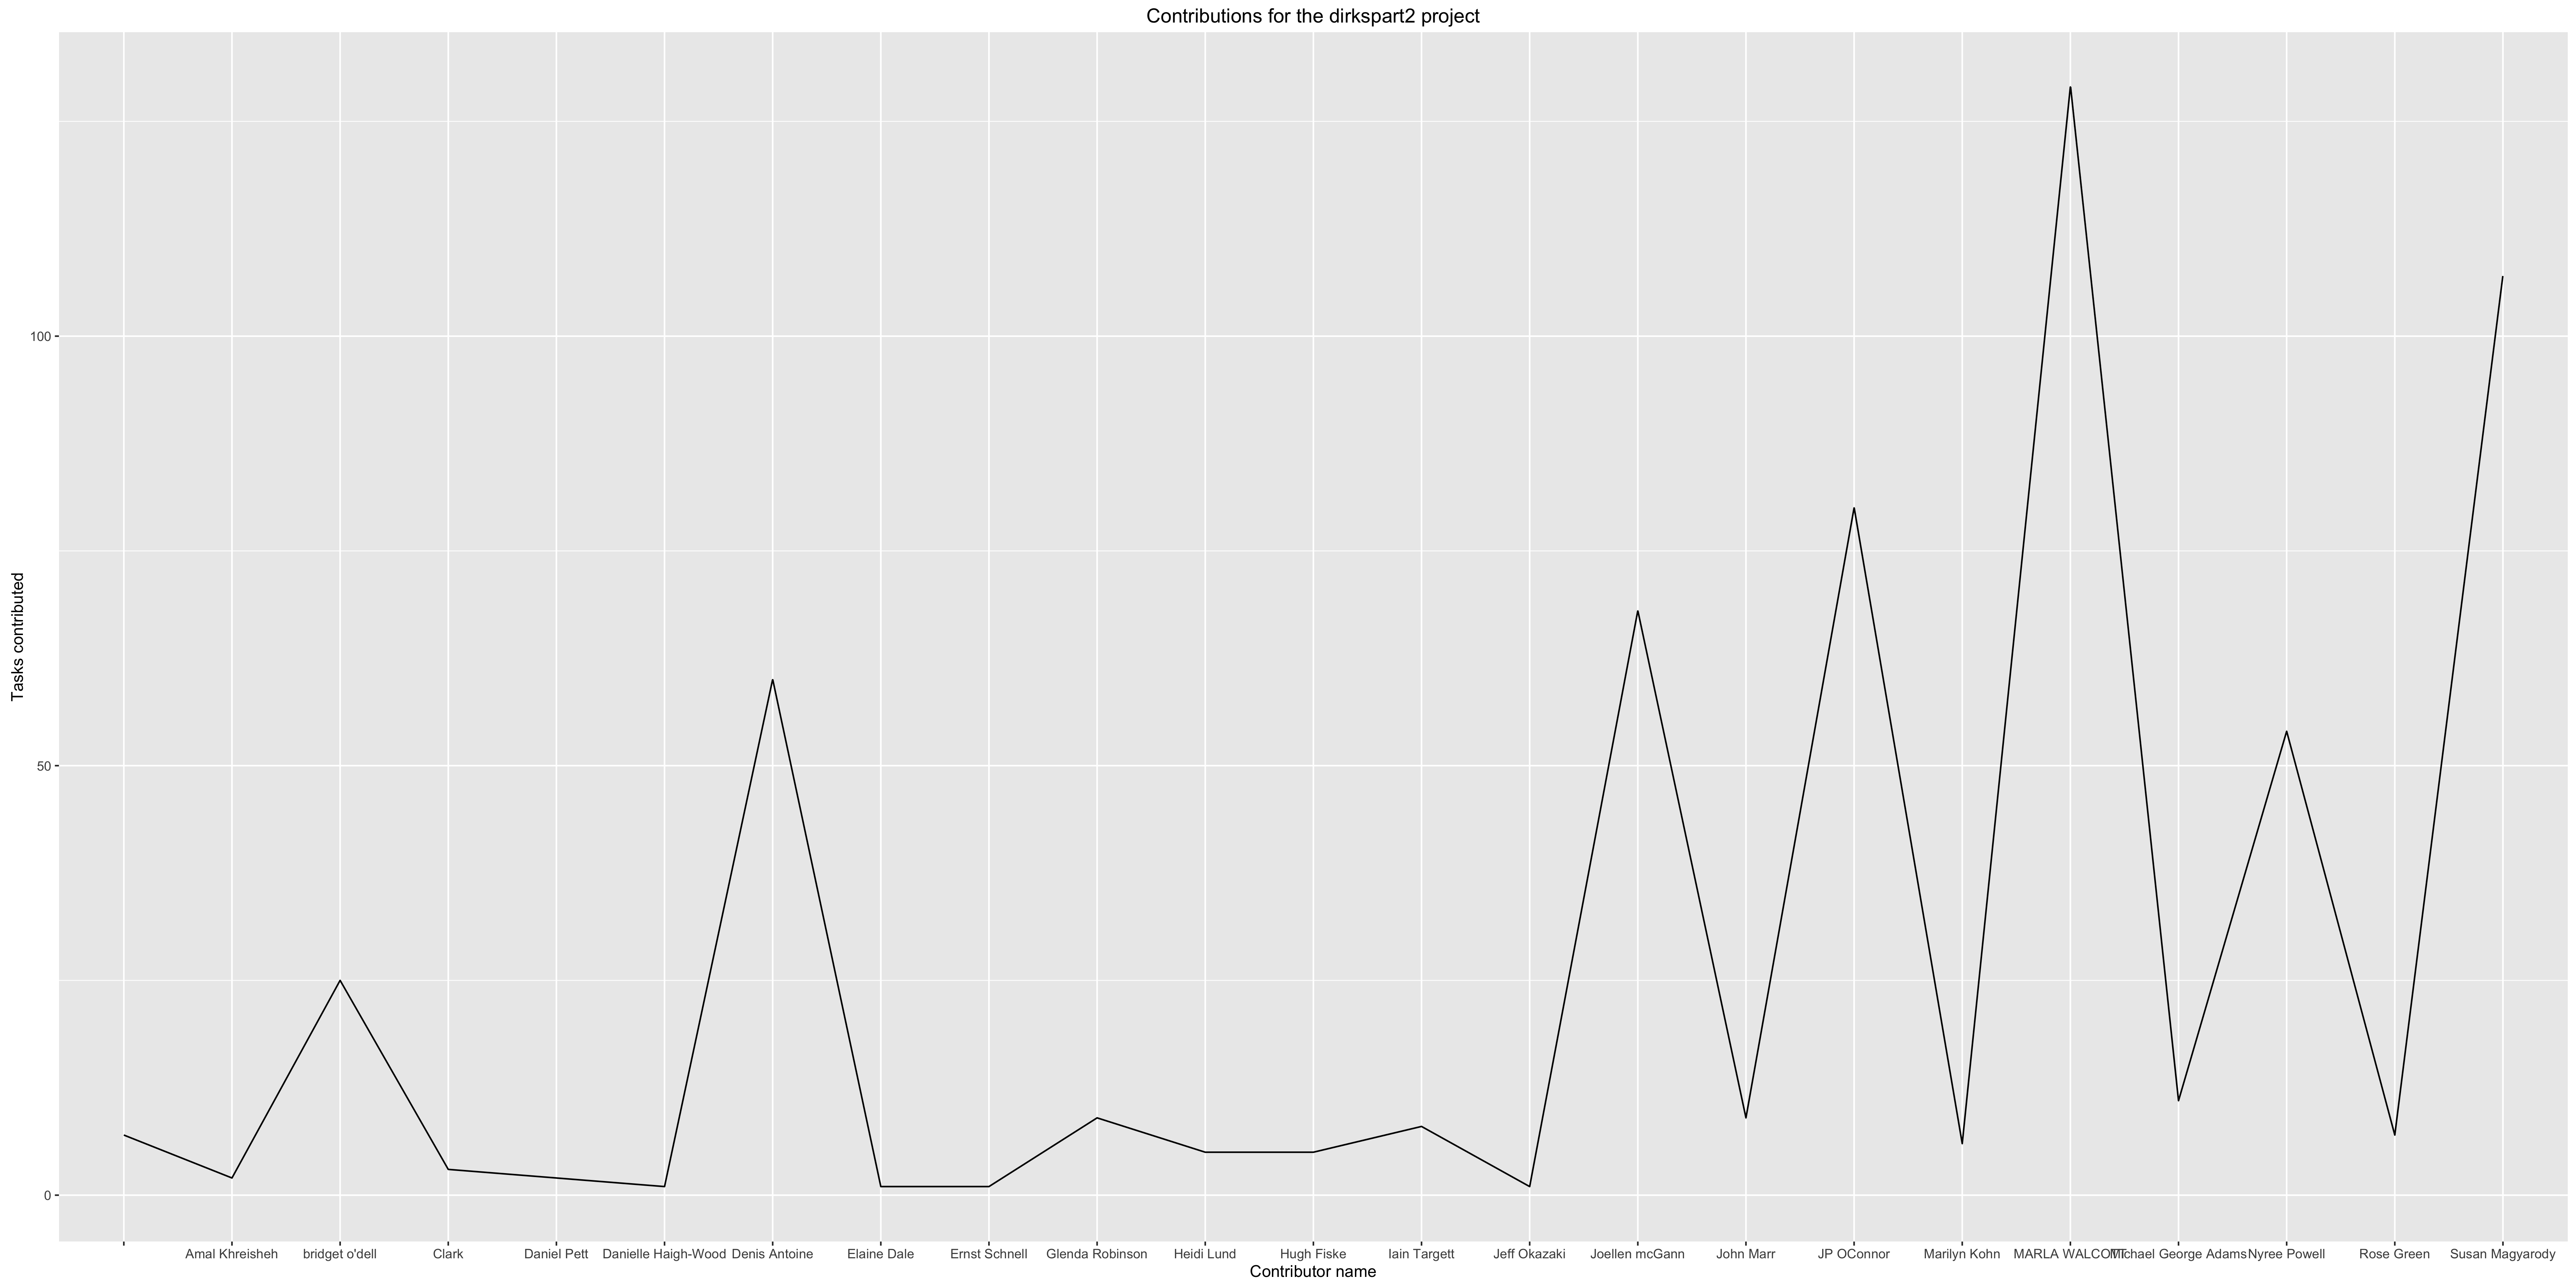 Contributions for the dirkspart2 project
Tasks contributed
100
50
0
Amal Khreisheh bridget o'dell Clark Daniel Pett Danielle Haigh-Wood Denis Antoine Elaine Dale Ernst Schnell Glenda Robinson Heidi Lund Hugh Fiske Iain Targett Jeff Okazaki Joellen mcGann John Marr JP OConnor Marilyn Kohn MARLA WALCOTT Michael George Adams Nyree Powell Rose Green Susan Magyarody
Contributor name